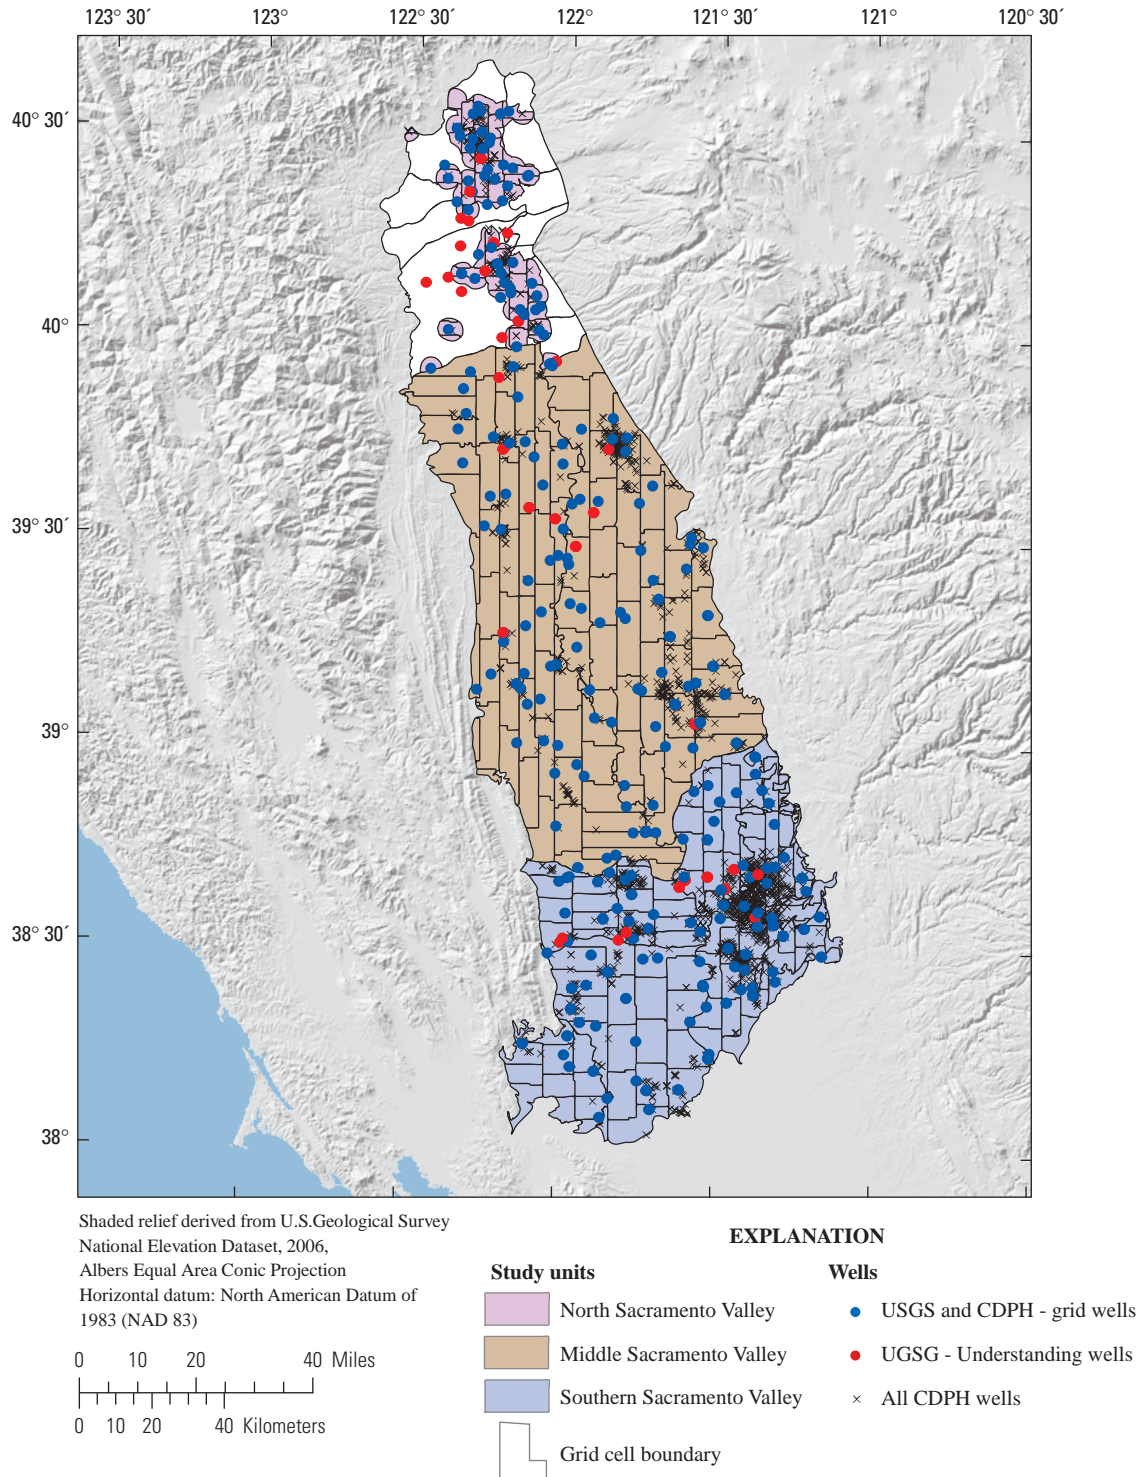 123° 30´ 123° 122° 30´ 122° 121° 30´ 121° 120° 30´
40° 30´
40°
39° 30´
39°
38° 30´
38°
Shaded relief derived from U.S.Geological Survey
National Elevation Dataset, 2006,
Albers Equal Area Conic Projection
Horizontal datum: North American Datum of
1983 (NAD 83)
0 10 20 40 Miles
0 10 20 40 Kilometers
EXPLANATION
Study units
North Sacramento Valley
Middle Sacramento Valley
Southern Sacramento Valley
Grid cell boundary
Wells
USGS and CDPH - grid wells
UGSG - Understanding wells
All CDPH wells